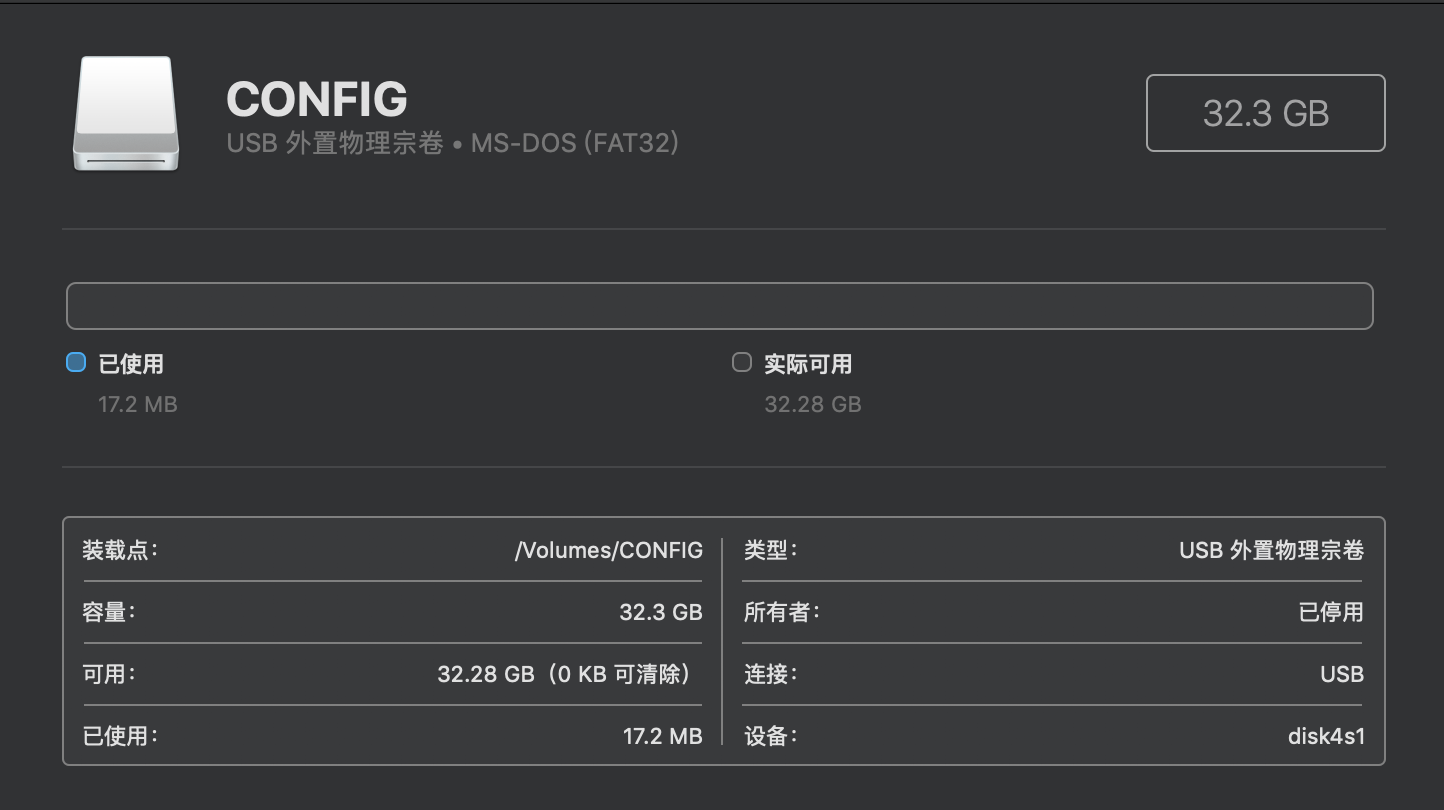 CONFIG
USB 外置物理宗卷 • MS-DOS (FAT32)
32.3 GB
已使用
17.2 MB
实际可用
32.28 GB
装载点： /Volumes/CONFIG
容量： 32.3 GB
可用： 32.28 GB（0 KB 可清除）
已使用： 17.2 MB
类型： USB 外置物理宗卷
所有者： 已停用
连接： USB
设备： disk4s1